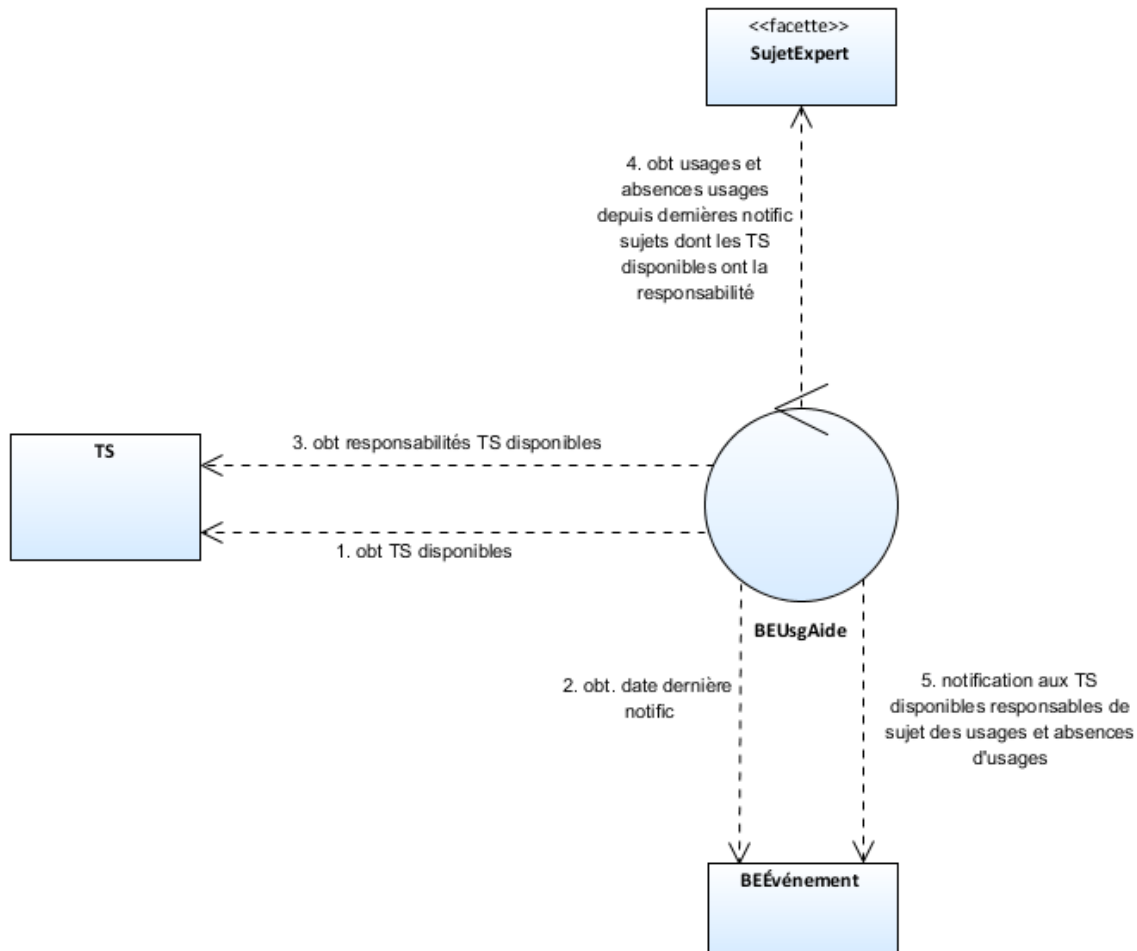 <<facette>>
SujetExpert
4. obt usages et
absences usages
depuis dernières notific
sujets dont les TS
disponibles ont la
responsabilité
3. obt responsabilités TS disponibles
TS
1. obt TS disponibles
BEUsgAide
2. obt. date dernière
notific
5. notification aux TS
disponibles responsables de
sujet des usages et absences
d'usages
BEÉvénement